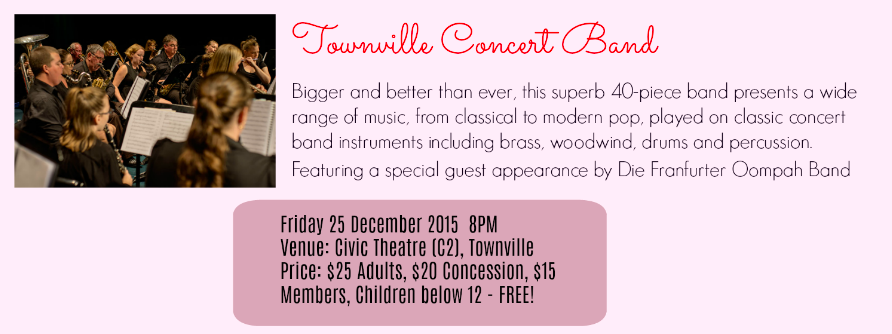 Townville Concert Band
Bigger and better than ever, this superb 40-piece band presents a wide
range of music, from classical to modern pop, played on classic concert
band instruments including brass, woodwind, drums and percussion.
Featuring a special guest appearance by Die Franfurter Oompah Band
Friday 25 December 2015 8PM
Venue: Civic Theatre (C2), Townville
Price: $25 Adults, $20 Concession, $15
Members, Children below 12 - FREE!